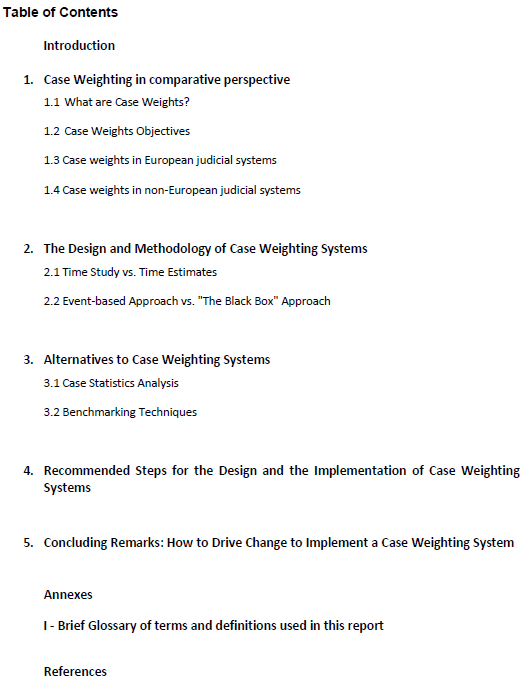 Table of Contents
Introduction
1. Case Weighting in comparative perspective
1.1 What are Case Weights?
1.2 Case Weights Objectives
1.3 Case weights in European judicial systems
1.4 Case weights in non-European judicial systems
2. The Design and Methodology of Case Weighting Systems
2.1 Time Study vs. Time Estimates
2.2 Event-based Approach vs. "The Black Box" Approach
3. Alternatives to Case Weighting Systems
3.1 Case Statistics Analysis
3.2 Benchmarking Techniques
4. Recommended Steps for the Design and the Implementation of Case Weighting
Systems
5. Concluding Remarks: How to Drive Change to Implement a Case Weighting System
Annexes
I - Brief Glossary of terms and definitions used in this report
References